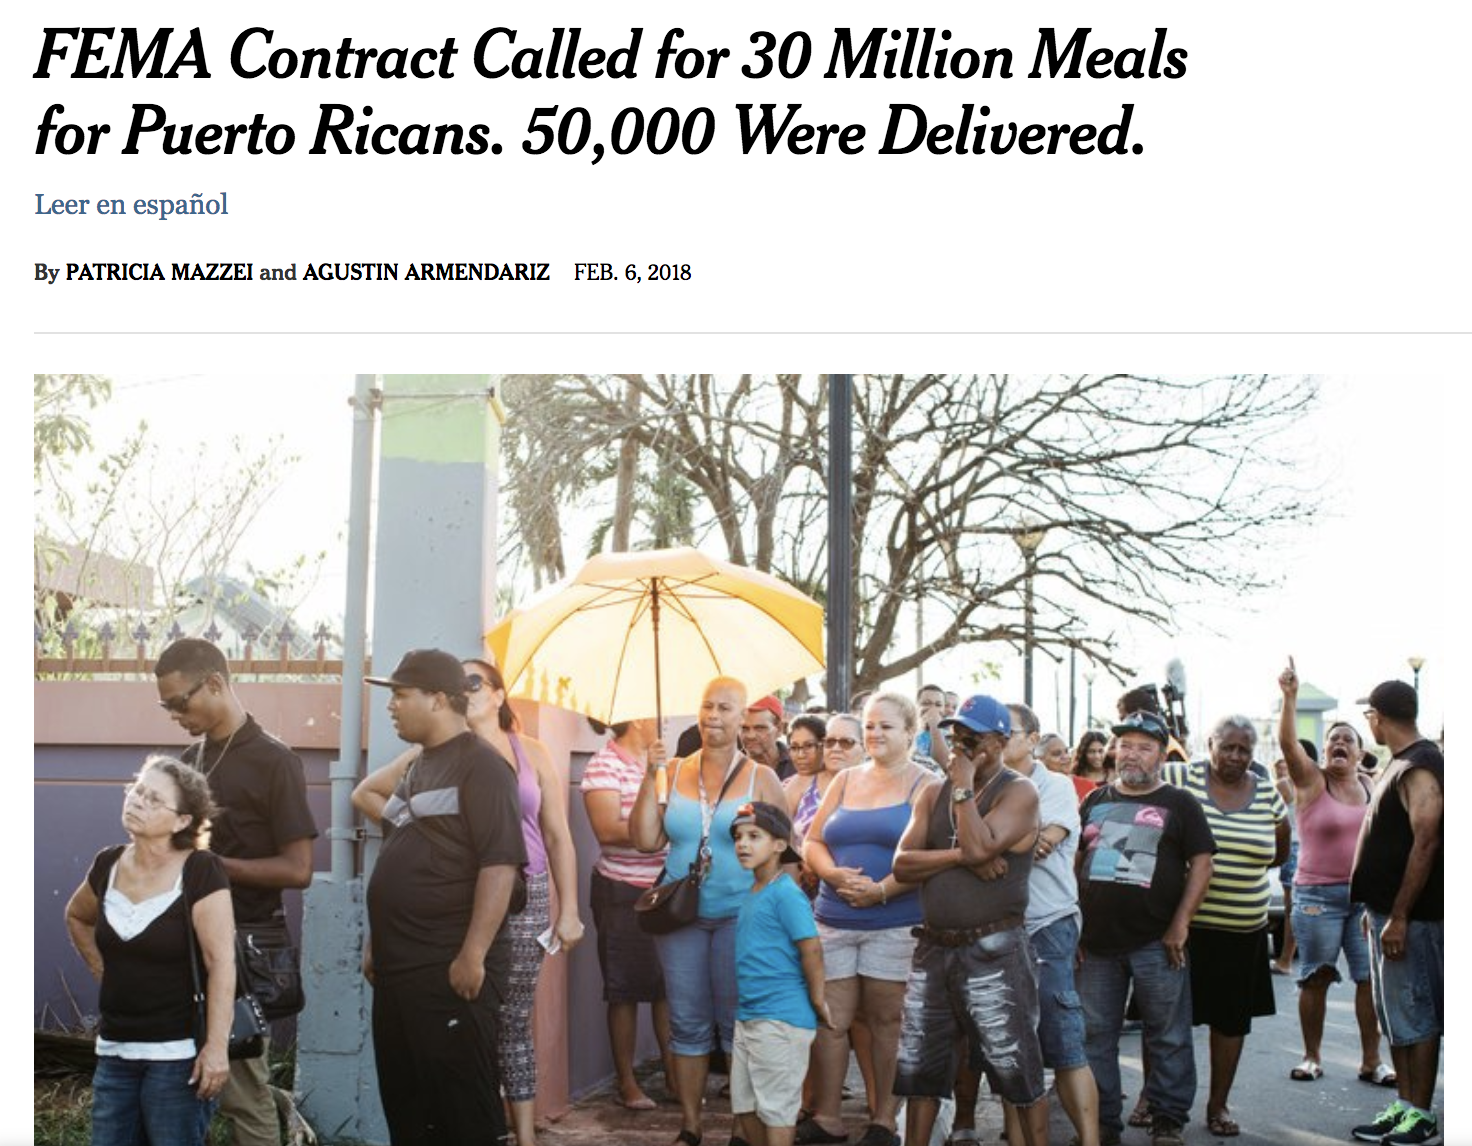 FEMA Contract Called for 30 Million Meals
for Puerto Ricans. 50,000 Were Delivered.
Leer en español
By PATRICIA MAZZEI and AGUSTIN ARMENDARIZ FEB. 6, 2018